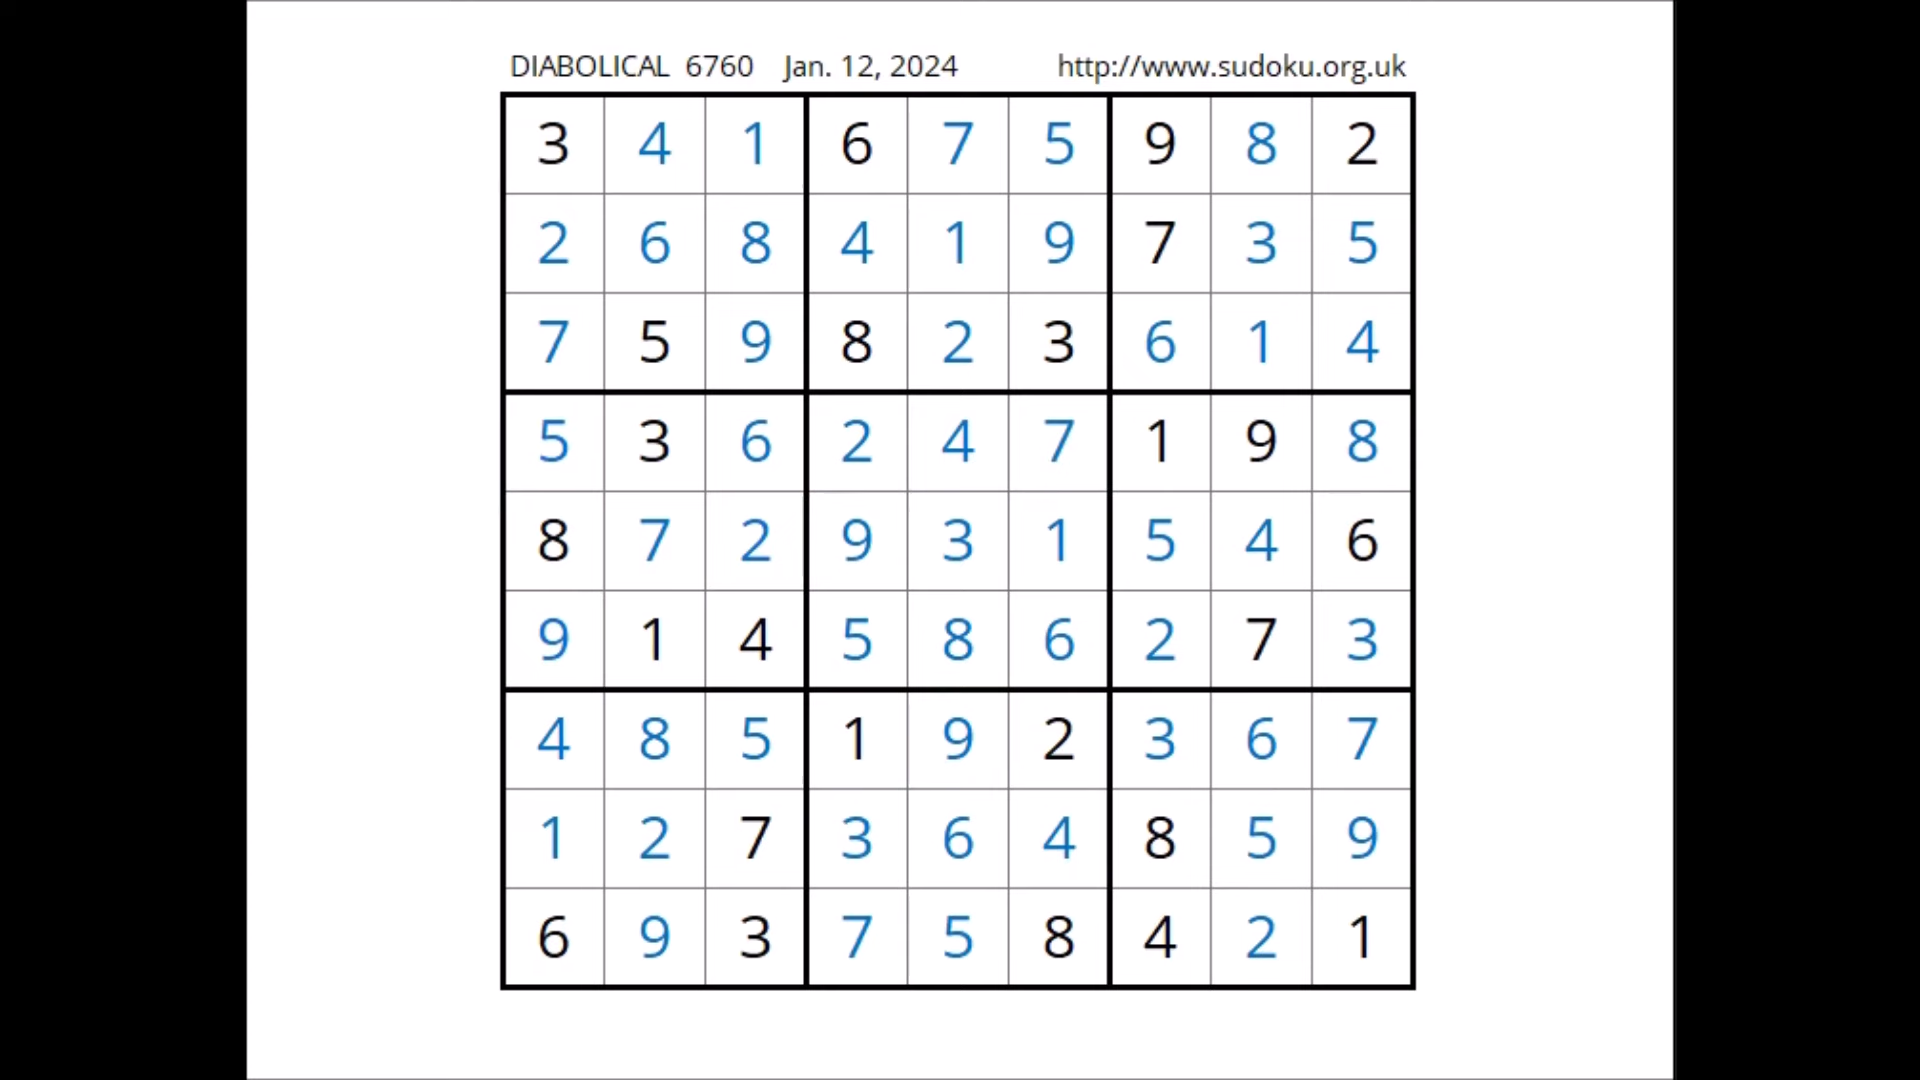 DIABOLICAL 6760 Jan. 12, 2024 http://www.sudoku.org.uk
3 4 1 6 7 5 9 8 2
2 6 8 4 1 9 7 3 5
7 5 9 8 2 3 6 1 4
5 3 6 2 4 7 1 9 8
8 7 2 9 3 1 5 4 6
9 1 4 5 8 6 2 7 3
4 8 5 1 9 2 3 6 7
1 2 7 3 6 4 8 5 9
6 9 3 7 5 8 4 2 1